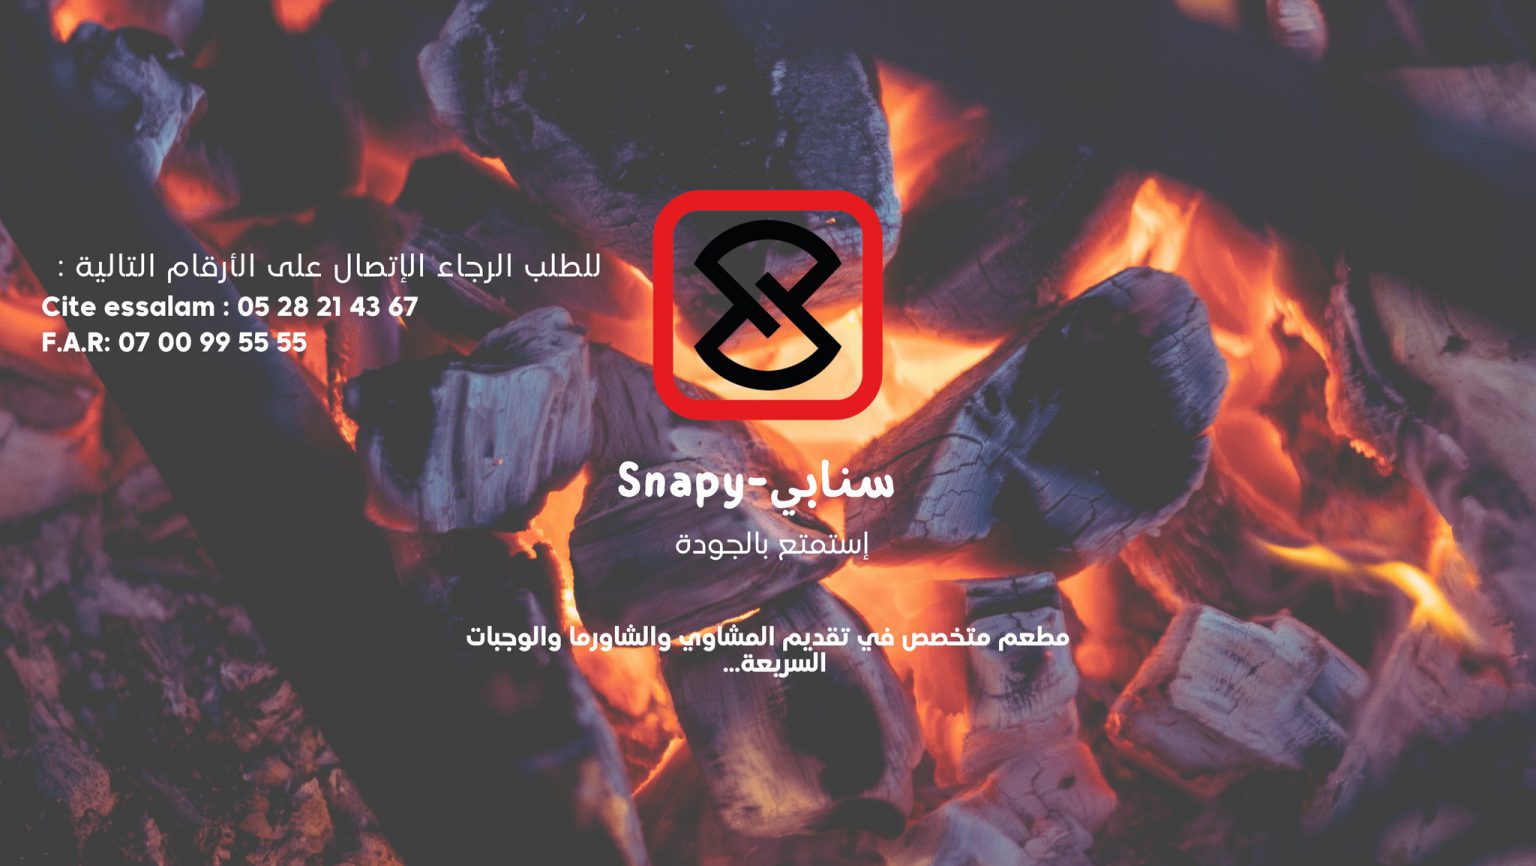 للطلب الرجاء الإتصال على الأرقام التالية :
Cite essalam : 05 28 21 43 67
F.A.R: 07 00 99 55 55
Snapy-سنابي
إستمتع بالجودة
مطعم متخصص في تقديم المشاوي والشاورما والوجبات
السريعة...